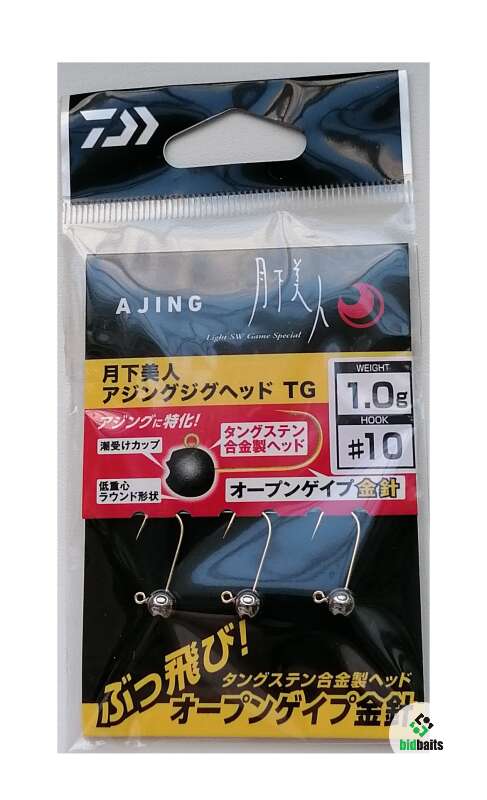 AJING
月下美人
Light SW Game Special
月下美人
アジングジグヘッド TG
WEIGHT
1.0g
HOOK
#10
アジングに特化!
潮受けカップ
タングステン
合金製ヘッド
低重心
ラウンド形状
オープンゲイプ金針
ぶっ飛び!
タングステン合金製ヘッド
オープンゲイプ金針
bidbaits